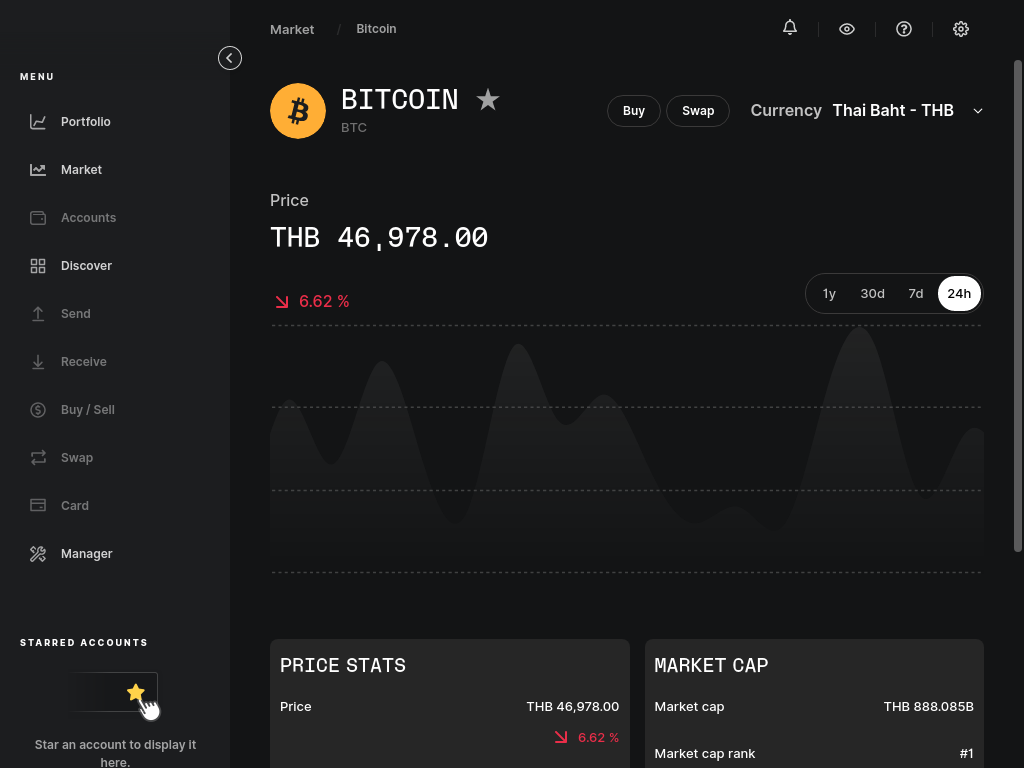 Market / Bitcoin
MENU
Portfolio
Market
Accounts
Discover
Send
Receive
Buy / Sell
Swap
Card
Manager
STARRED ACCOUNTS
Star an account to display it
here.
BITCOIN
BTC
Buy
Swap
Currency Thai Baht - THB
Price
THB 46,978.00
6.62 %
1y 30d 7d 24h
PRICE STATS
Price THB 46,978.00
6.62 %
MARKET CAP
Market cap THB 888.085B
Market cap rank #1